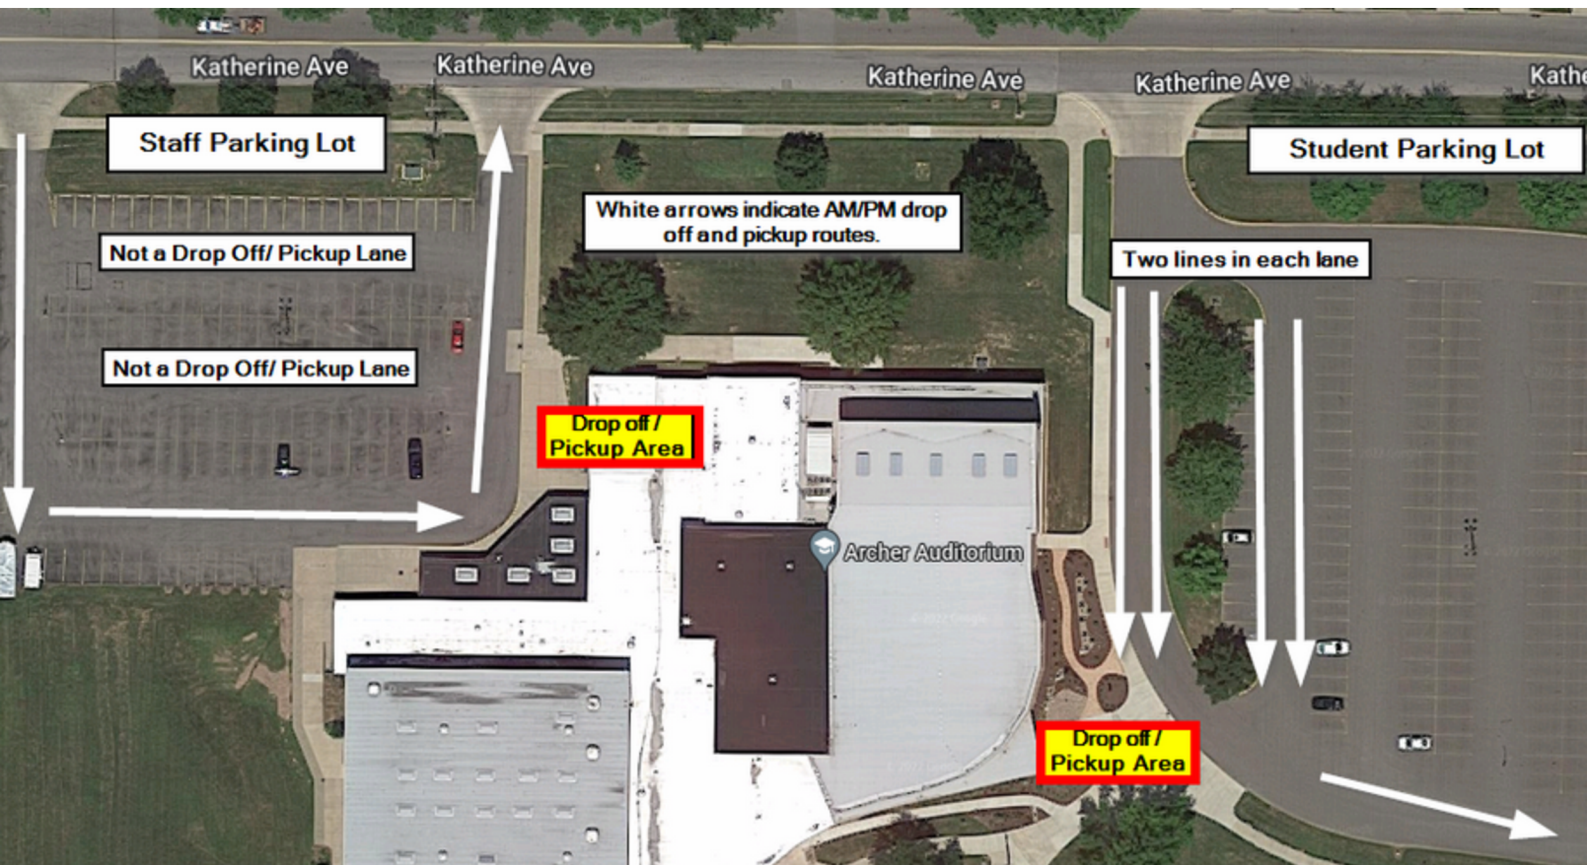 Katherine Ave
Katherine Ave
Katherine Ave
Katherine Ave
Kathe
Staff Parking Lot
Student Parking Lot
White arrows indicate AM/PM drop
off and pickup routes.
Not a Drop Off/ Pickup Lane
Two lines in each lane
Not a Drop Off/ Pickup Lane
Drop off /
Pickup Area
Archer Auditorium
Drop off /
Pickup Area